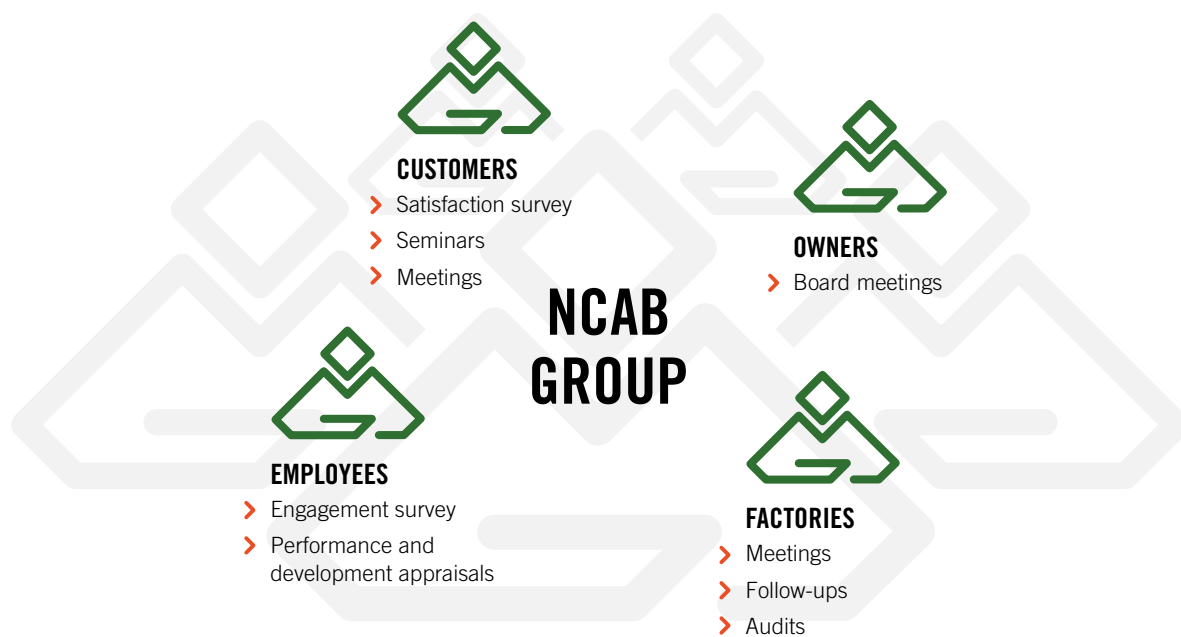 CUSTOMERS
Satisfaction survey
Seminars
Meetings
OWNERS
Board meetings
NCAB
GROUP
EMPLOYEES
Engagement survey
Performance and
development appraisals
FACTORIES
Meetings
Follow-ups
Audits